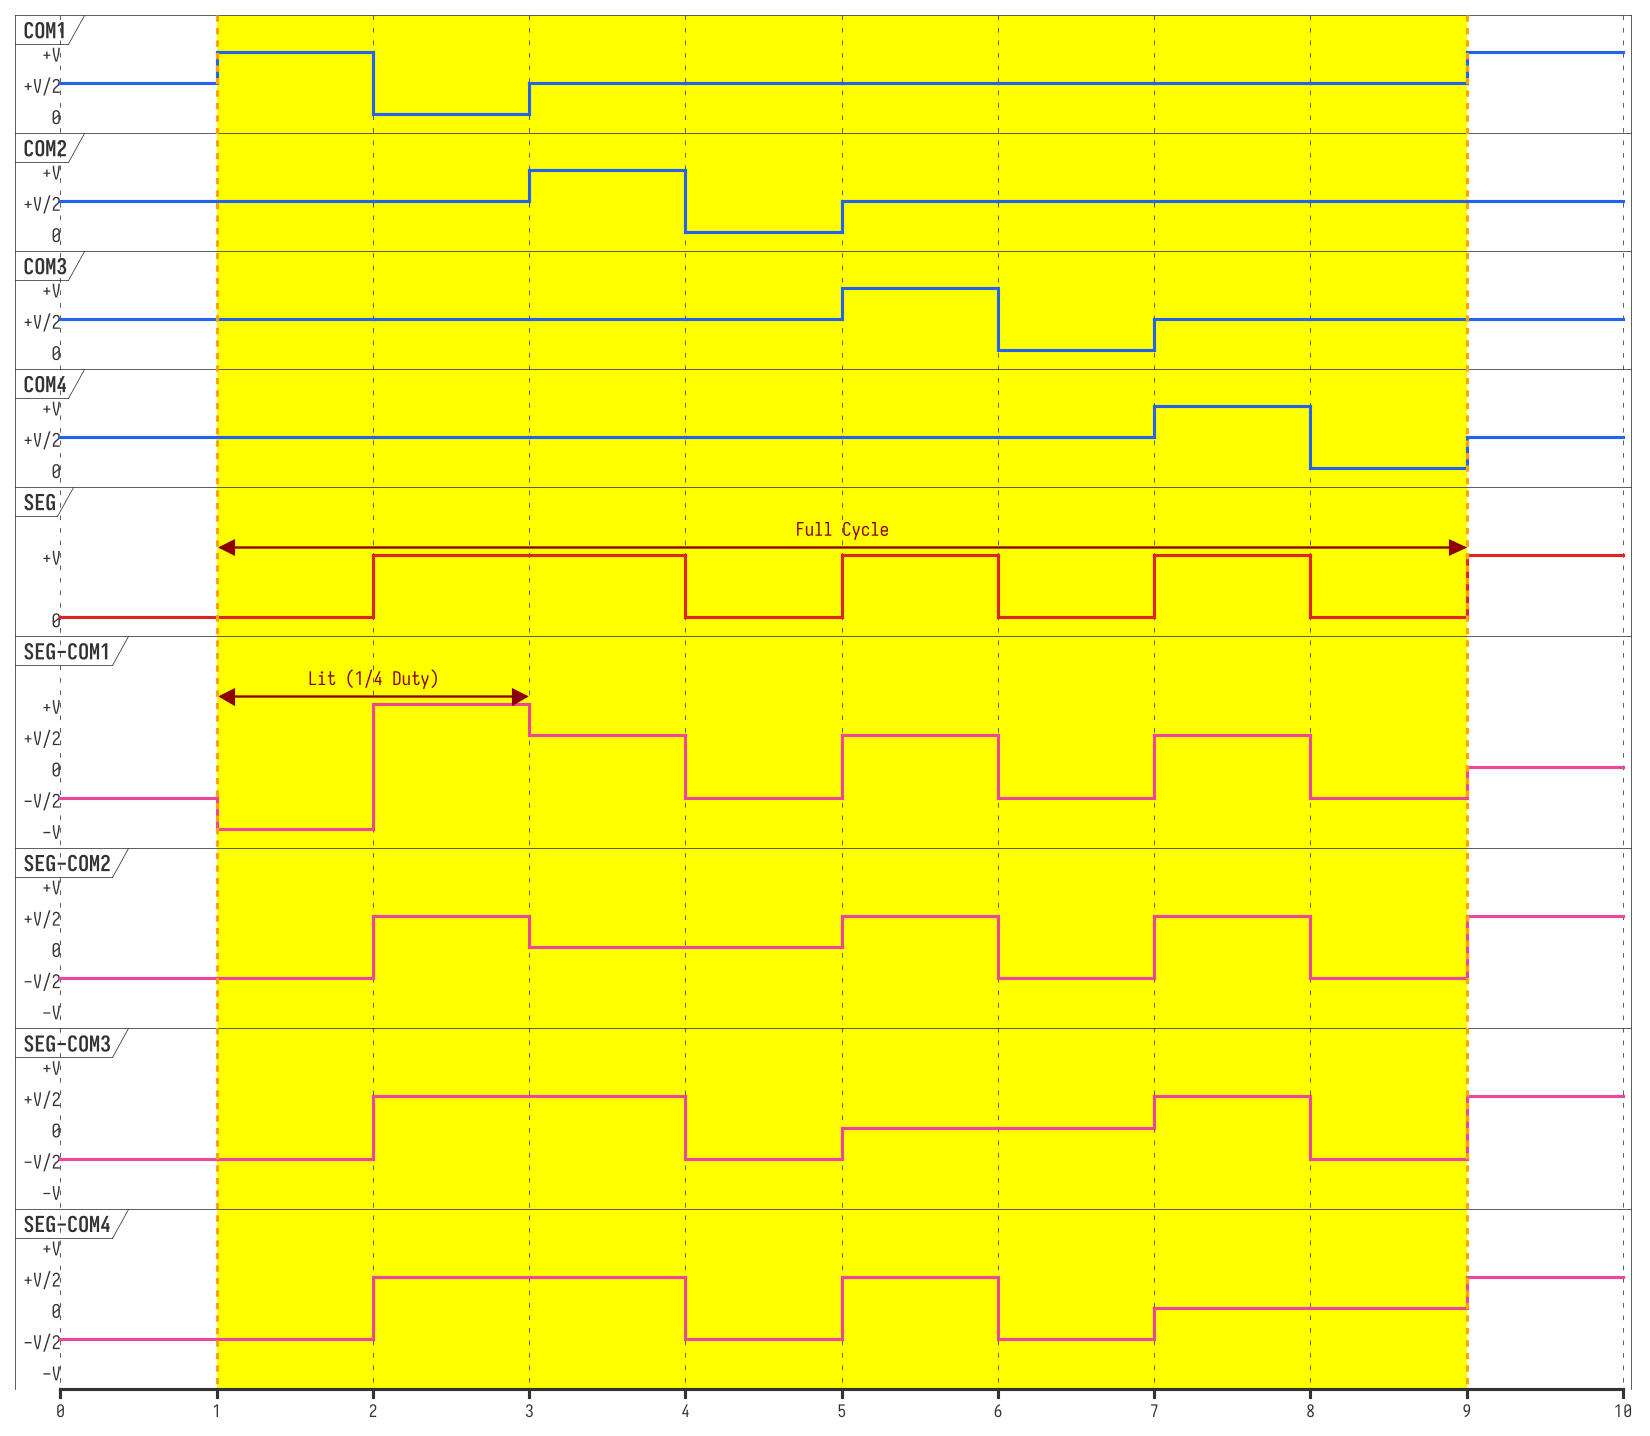 COM1
+V
+V/2
0
COM2
+V
+V/2
0
COM3
+V
+V/2
0
COM4
+V
+V/2
0
SEG
Full Cycle
+V
0
SEG-COM1
Lit (1/4 Duty)
+V
+V/2
0
-V/2
-V
SEG-COM2
+V
+V/2
0
-V/2
-V
SEG-COM3
+V
+V/2
0
-V/2
-V
SEG-COM4
+V
+V/2
0
-V/2
-V
0 1 2 3 4 5 6 7 8 9 10